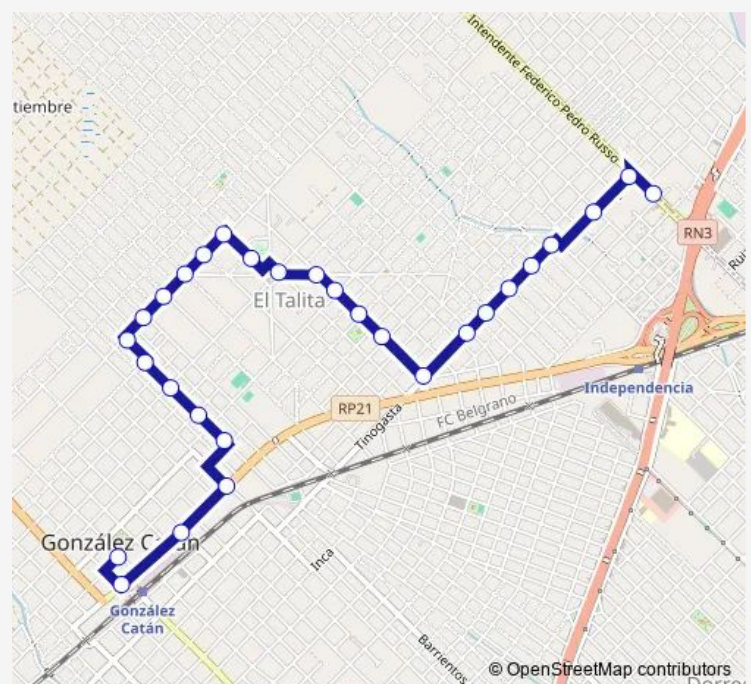 Intendente Federico Pedro Russo
tiembre
RN3
Rui
El Talita
RP21
Independencia
Tinogasta
FC Belgrano
González Catán
Inca
González
Catán
Barrientos
© OpenStreetMap contributors